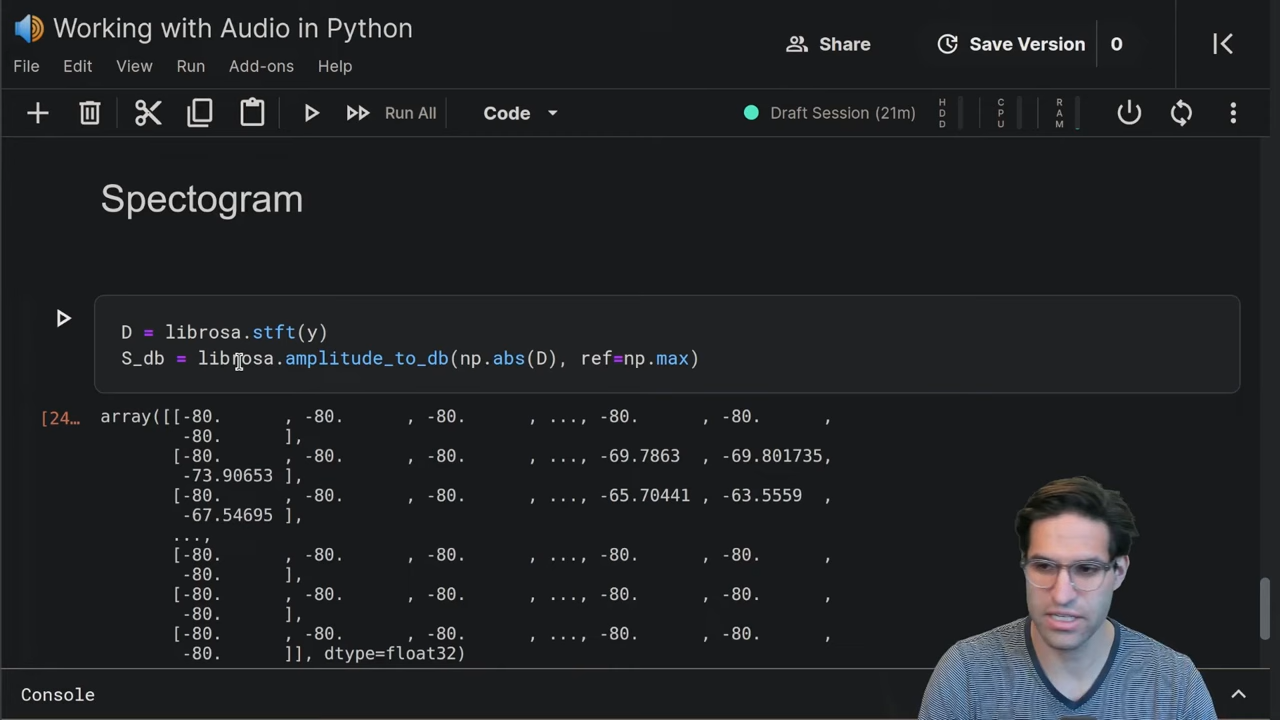 Working with Audio in Python
Share
Save Version
0
File Edit View Run Add-ons Help
Run All
Code
Draft Session (21m)
HDD
CPU
RAM
Spectogram
D = librosa.stft(y)
S_db = librosa.amplitude_to_db(np.abs(D), ref=np.max)
[24…
array([[-80. , -80. , -80. , ..., -80. , -80. ,
-80. ],
[-80. , -80. , -80. , ..., -69.7863 , -69.801735,
-73.90653 ],
[-80. , -80. , -80. , ..., -65.70441 , -63.5559 ,
-67.54695 ],
...,
[-80. , -80. , -80. , ..., -80. , -80. ,
-80. ],
[-80. , -80. , -80. , ..., -80. , -80. ,
-80. ],
[-80. , -80. , -80. , ..., -80. , -80. ,
-80. ]], dtype=float32)
Console